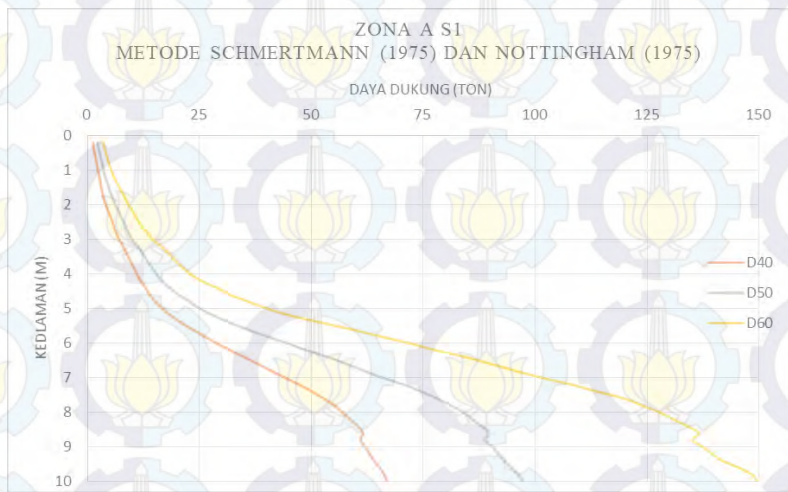 ZONA A S1
METODE SCHMERTMANN (1975) DAN NOTTINGHAM (1975)
DAYA DUKUNG (TON)
0 25 50 75 100 125 150
KEDLAMAN (M)
0
1
2
3
4
5
6
7
8
9
10
D40
D50
D60